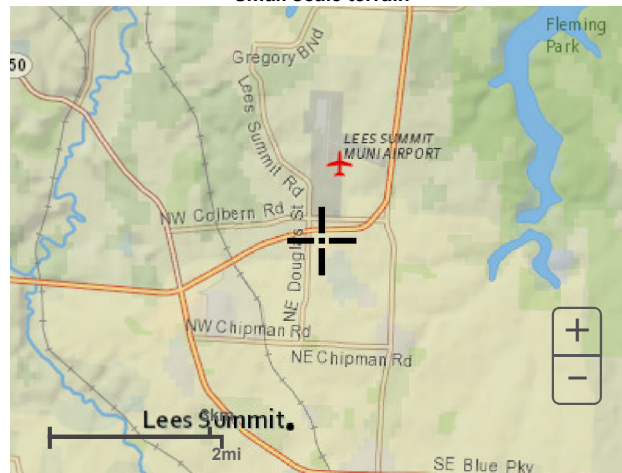 Small scale terrain
Fleming
Park
Gregory Blvd
50
Lees Summit Rd
LEES SUMMIT
MUNI AIRPORT
NW Colbern Rd
NE Douglas St
NW Chipman Rd
NE Chipman Rd
+
−
Lees Summit
3km
2mi
SE Blue Pky